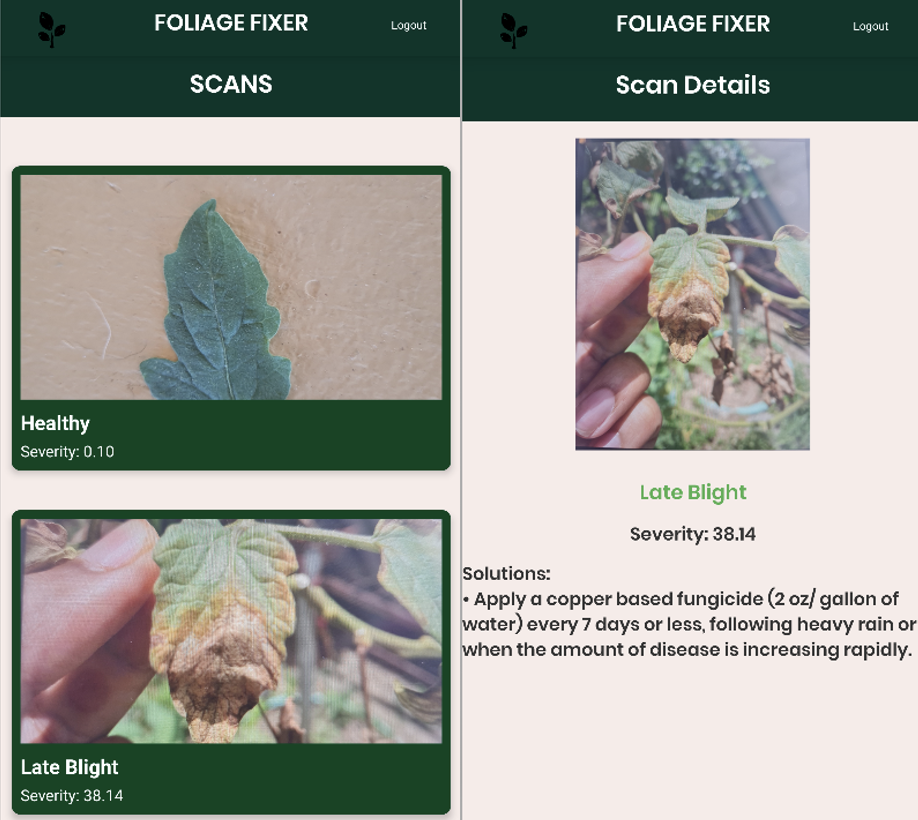 FOLIAGE FIXER
Logout
SCANS
Healthy
Severity: 0.10
Late Blight
Severity: 38.14
FOLIAGE FIXER
Logout
Scan Details
Late Blight
Severity: 38.14
Solutions:
• Apply a copper based fungicide (2 oz/ gallon of
water) every 7 days or less, following heavy rain or
when the amount of disease is increasing rapidly.